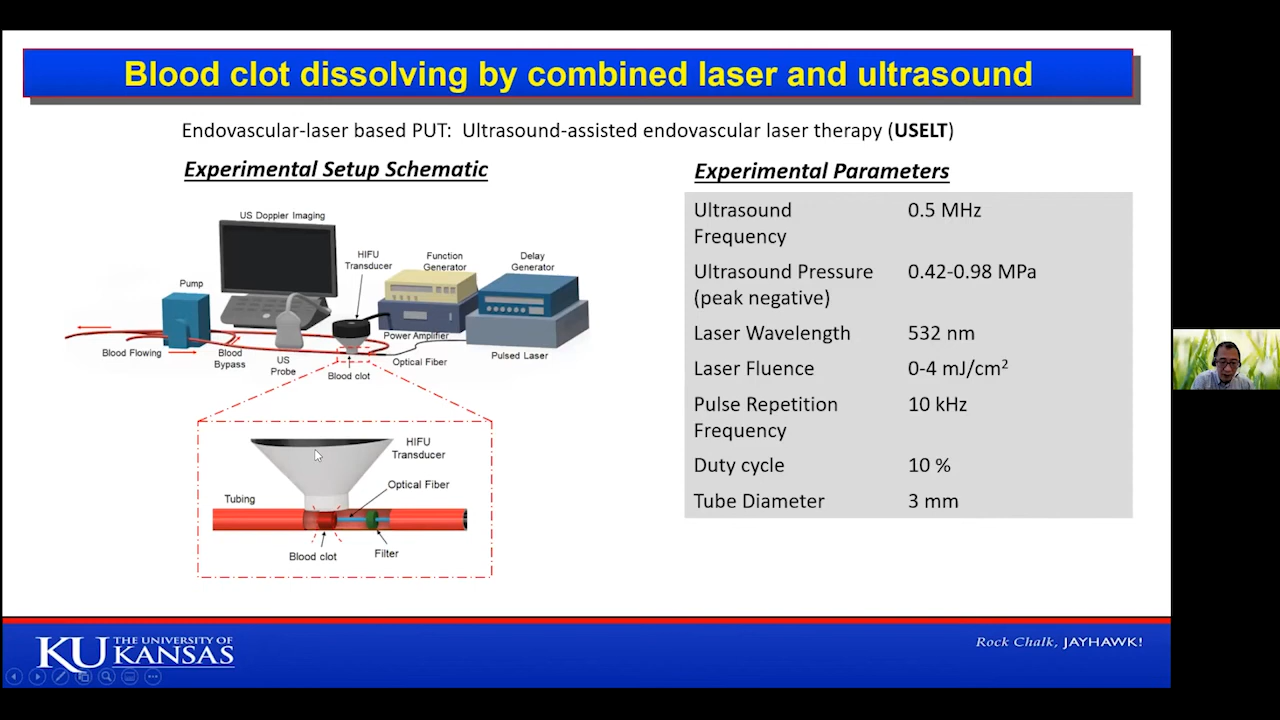 Blood clot dissolving by combined laser and ultrasound
Endovascular-laser based PUT: Ultrasound-assisted endovascular laser therapy (USELT)
Experimental Setup Schematic
US Doppler Imaging
HIFU
Transducer
Function
Generator
Delay
Generator
Pump
Power Amplifier
Blood Flowing
Blood
Bypass
US
Probe
Optical Fiber
Pulsed Laser
Blood clot
HIFU
Transducer
Optical Fiber
Tubing
Blood clot
Filter
Experimental Parameters
Ultrasound Frequency 0.5 MHz
Ultrasound Pressure (peak negative) 0.42-0.98 MPa
Laser Wavelength 532 nm
Laser Fluence 0-4 mJ/cm²
Pulse Repetition Frequency 10 kHz
Duty cycle 10 %
Tube Diameter 3 mm
KU THE UNIVERSITY OF
KANSAS
Rock Chalk, JAYHAWK!